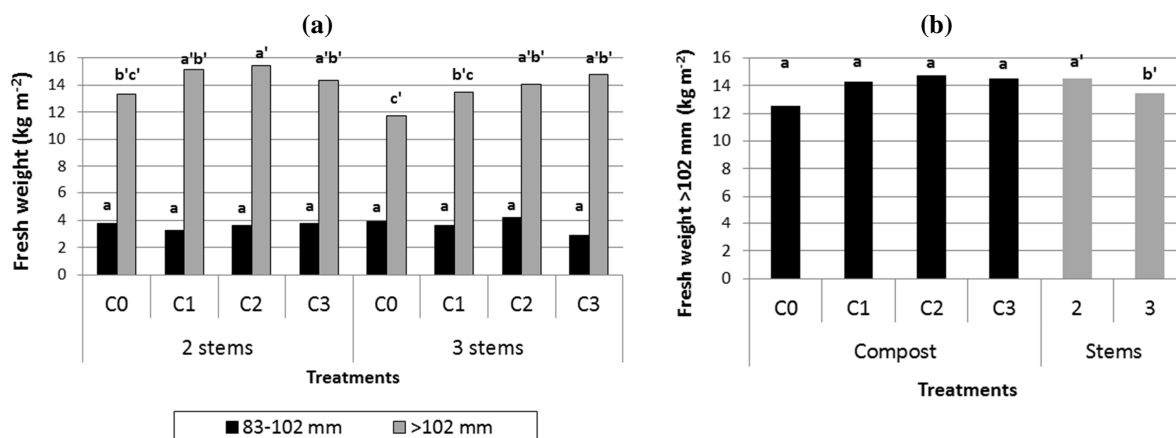 (a)
Fresh weight (kg m⁻²)
16
14
12
10
8
6
4
2
0
b'c' a'b' a' a'b' c' b'c a'b' a'b'
a a a a a a a a
C0 C1 C2 C3 C0 C1 C2 C3
2 stems 3 stems
Treatments
83-102 mm >102 mm
(b)
Fresh weight >102 mm (kg m⁻²)
16
14
12
10
8
6
4
2
0
a a a a a' b'
C0 C1 C2 C3 2 3
Compost Stems
Treatments